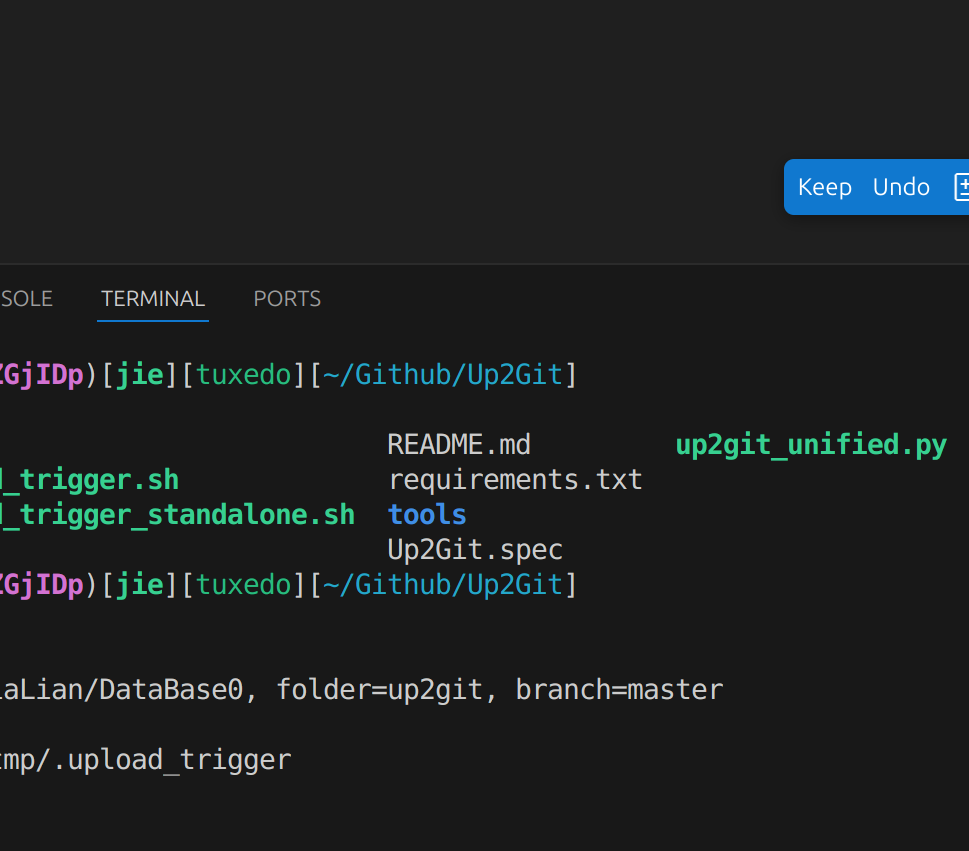 Keep Undo
SOLE TERMINAL PORTS
ZGjIDp)[jie][tuxedo][~/Github/Up2Git]
README.md up2git_unified.py
_trigger.sh requirements.txt
_trigger_standalone.sh tools
Up2Git.spec
ZGjIDp)[jie][tuxedo][~/Github/Up2Git]
aLian/DataBase0, folder=up2git, branch=master
mp/.upload_trigger